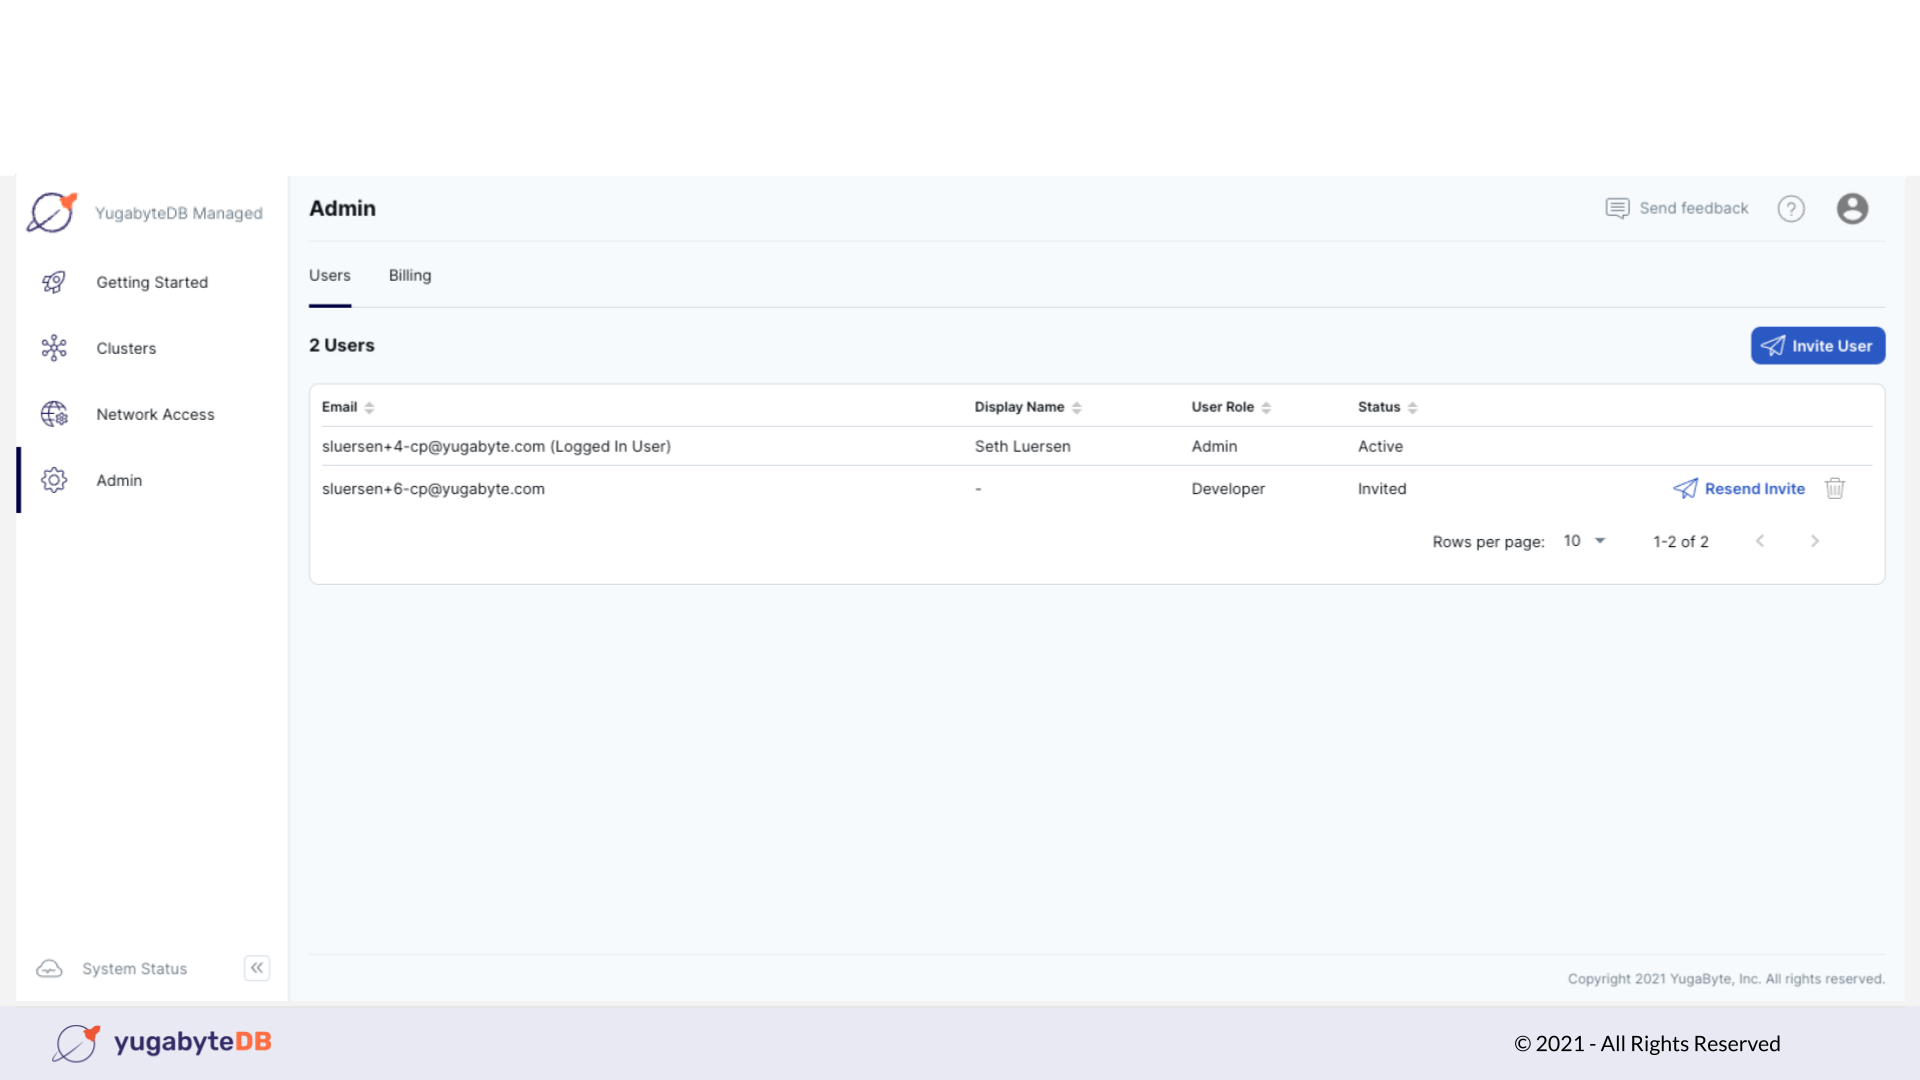 YugabyteDB Managed
Admin
Send feedback
?
Getting Started
Users
Billing
Clusters
2 Users
Invite User
Network Access
Email
Display Name
User Role
Status
sluersen+4-cp@yugabyte.com (Logged In User)
Seth Luersen
Admin
Active
Admin
sluersen+6-cp@yugabyte.com
-
Developer
Invited
Resend Invite
Rows per page: 10
1-2 of 2
System Status
Copyright 2021 YugaByte, Inc. All rights reserved.
yugabyteDB
© 2021 - All Rights Reserved